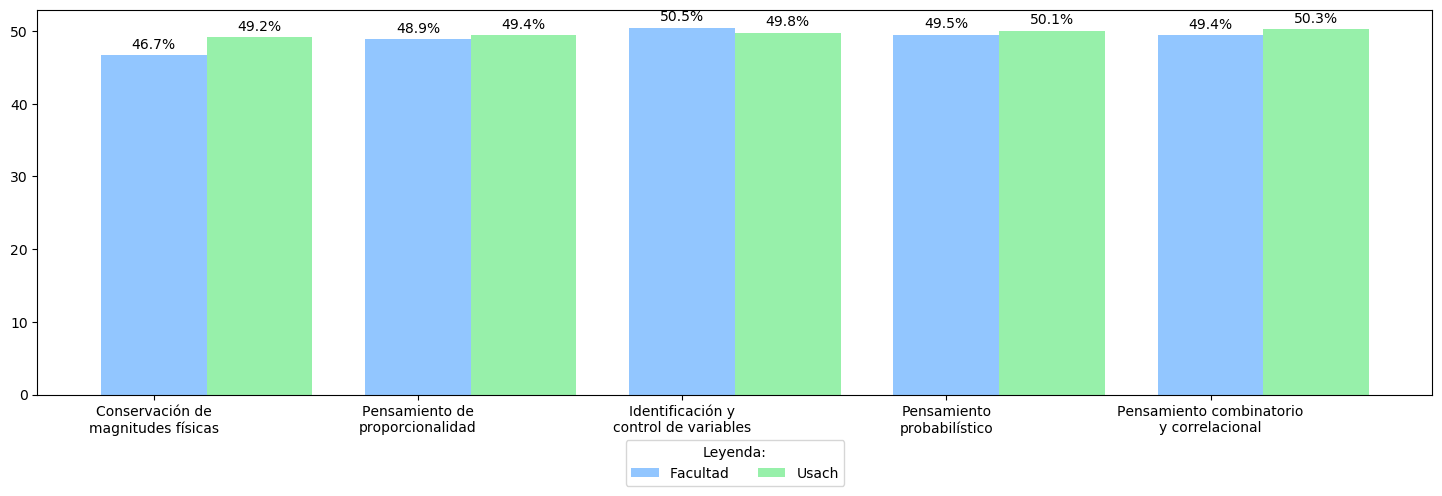 46.7%
49.2%
48.9%
49.4%
50.5%
49.8%
49.5%
50.1%
49.4%
50.3%
50
40
30
20
10
0
Conservación de
magnitudes físicas
Pensamiento de
proporcionalidad
Identificación y
control de variables
Pensamiento
probabilístico
Pensamiento combinatorio
y correlacional
Leyenda:
Facultad
Usach